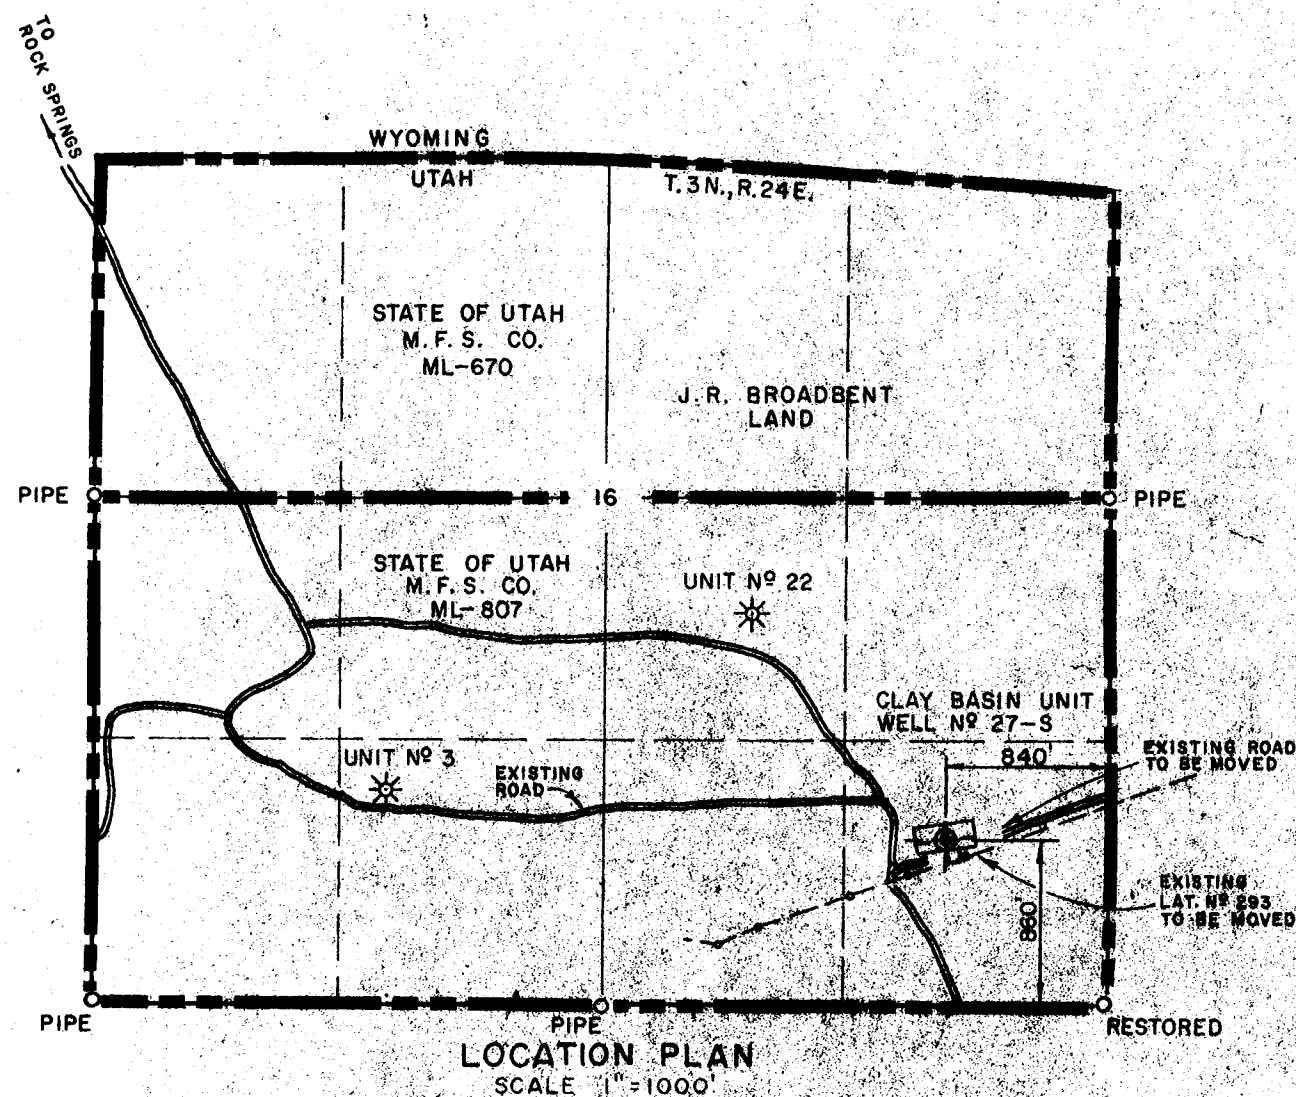 TO
ROCK SPRINGS
WYOMING
UTAH
T. 3 N., R. 24 E.
STATE OF UTAH
M. F. S. CO.
ML-670
J. R. BROADBENT
LAND
PIPE
16
PIPE
STATE OF UTAH
M. F. S. CO.
ML-807
UNIT Nº 22
CLAY BASIN UNIT
WELL Nº 27-S
840'
EXISTING ROAD
TO BE MOVED
UNIT Nº 3
EXISTING
ROAD
EXISTING
LAT. Nº 293
TO BE MOVED
860'
PIPE
PIPE
RESTORED
LOCATION PLAN
SCALE 1"=1000'